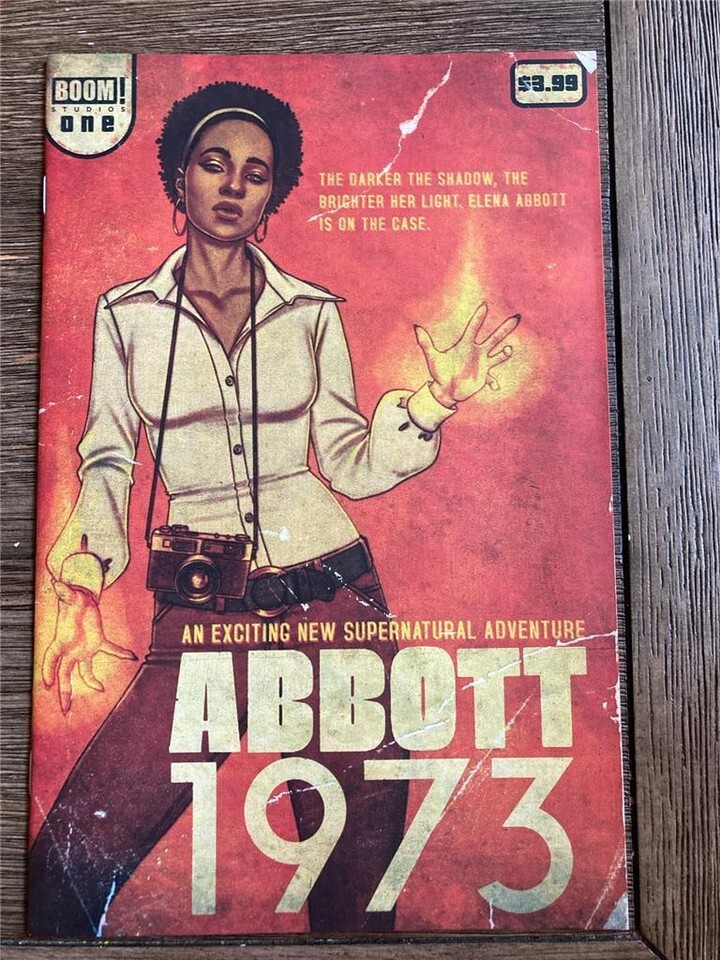 BOOM!
STUDIOS
one
$3.99
THE DARKER THE SHADOW, THE
BRIGHTER HER LIGHT. ELENA ABBOTT
IS ON THE CASE.
AN EXCITING NEW SUPERNATURAL ADVENTURE
ABBOTT
1973